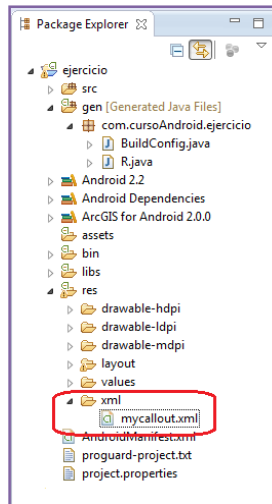 Package Explorer
ejercicio
src
gen [Generated Java Files]
com.cursoAndroid.ejercicio
BuildConfig.java
R.java
Android 2.2
Android Dependencies
ArcGIS for Android 2.0.0
assets
bin
libs
res
drawable-hdpi
drawable-ldpi
drawable-mdpi
layout
values
xml
mycallout.xml
AndroidManifest.xml
proguard-project.txt
project.properties